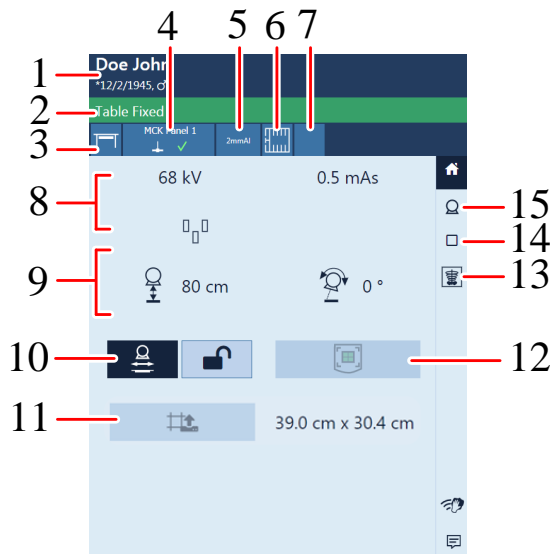 4
5
6
7
1
Doe John
*12/2/1945, ♂
2
Table Fixed
3
MCK Panel 1
2mmAl
8
68 kV
0.5 mAs
15
14
9
80 cm
0 °
13
10
12
11
39.0 cm x 30.4 cm